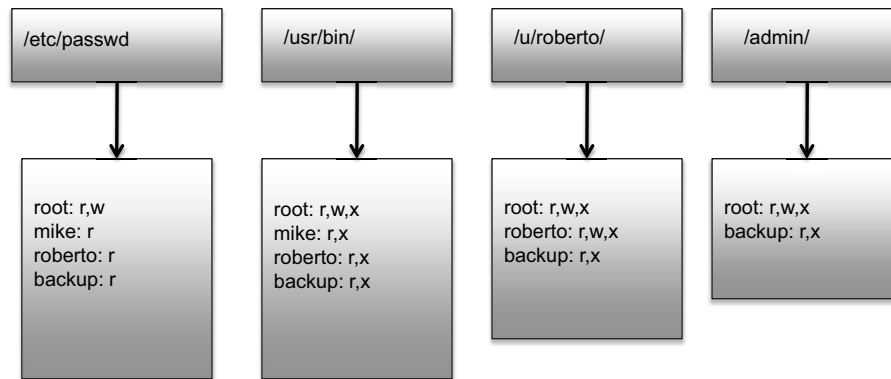 /etc/passwd
/usr/bin/
/u/roberto/
/admin/
root: r,w
mike: r
roberto: r
backup: r
root: r,w,x
mike: r,x
roberto: r,x
backup: r,x
root: r,w,x
roberto: r,w,x
backup: r,x
root: r,w,x
backup: r,x